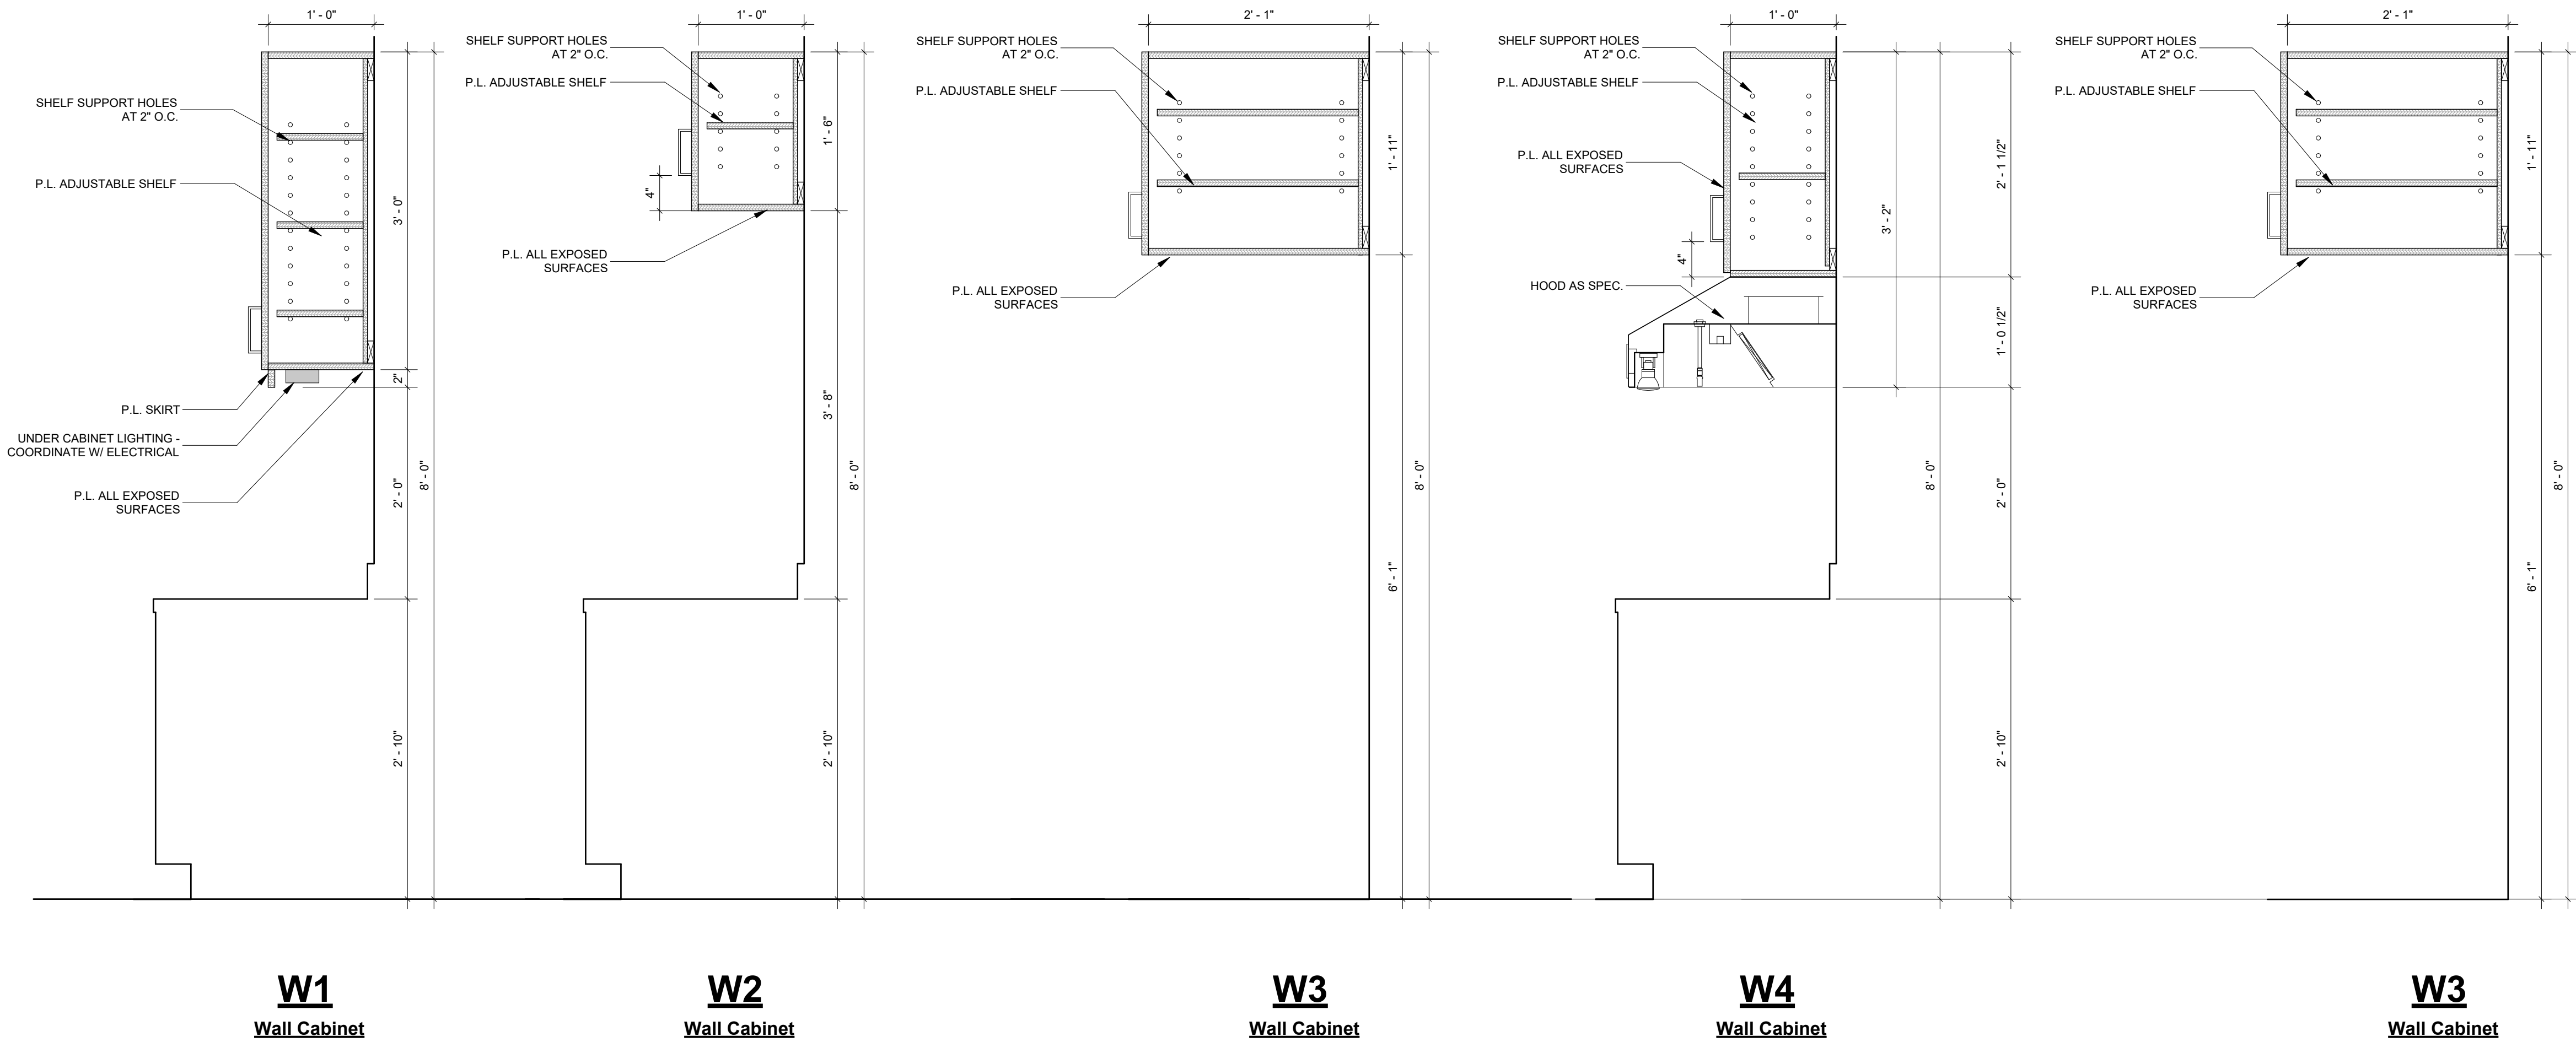 1' - 0"
SHELF SUPPORT HOLES
AT 2" O.C.
P.L. ADJUSTABLE SHELF
3' - 0"
2"
P.L. SKIRT
UNDER CABINET LIGHTING -
COORDINATE W/ ELECTRICAL
P.L. ALL EXPOSED
SURFACES
2' - 0"
8' - 0"
2' - 10"
W1
Wall Cabinet
1' - 0"
SHELF SUPPORT HOLES
AT 2" O.C.
P.L. ADJUSTABLE SHELF
1' - 6"
4"
P.L. ALL EXPOSED
SURFACES
3' - 8"
8' - 0"
2' - 10"
W2
Wall Cabinet
2' - 1"
SHELF SUPPORT HOLES
AT 2" O.C.
P.L. ADJUSTABLE SHELF
1' - 11"
P.L. ALL EXPOSED
SURFACES
8' - 0"
6' - 1"
W3
Wall Cabinet
1' - 0"
SHELF SUPPORT HOLES
AT 2" O.C.
P.L. ADJUSTABLE SHELF
P.L. ALL EXPOSED
SURFACES
2' - 1 1/2"
3' - 2"
4"
HOOD AS SPEC.
1' - 0 1/2"
8' - 0"
2' - 0"
2' - 10"
W4
Wall Cabinet
2' - 1"
SHELF SUPPORT HOLES
AT 2" O.C.
P.L. ADJUSTABLE SHELF
1' - 11"
P.L. ALL EXPOSED
SURFACES
8' - 0"
6' - 1"
W3
Wall Cabinet